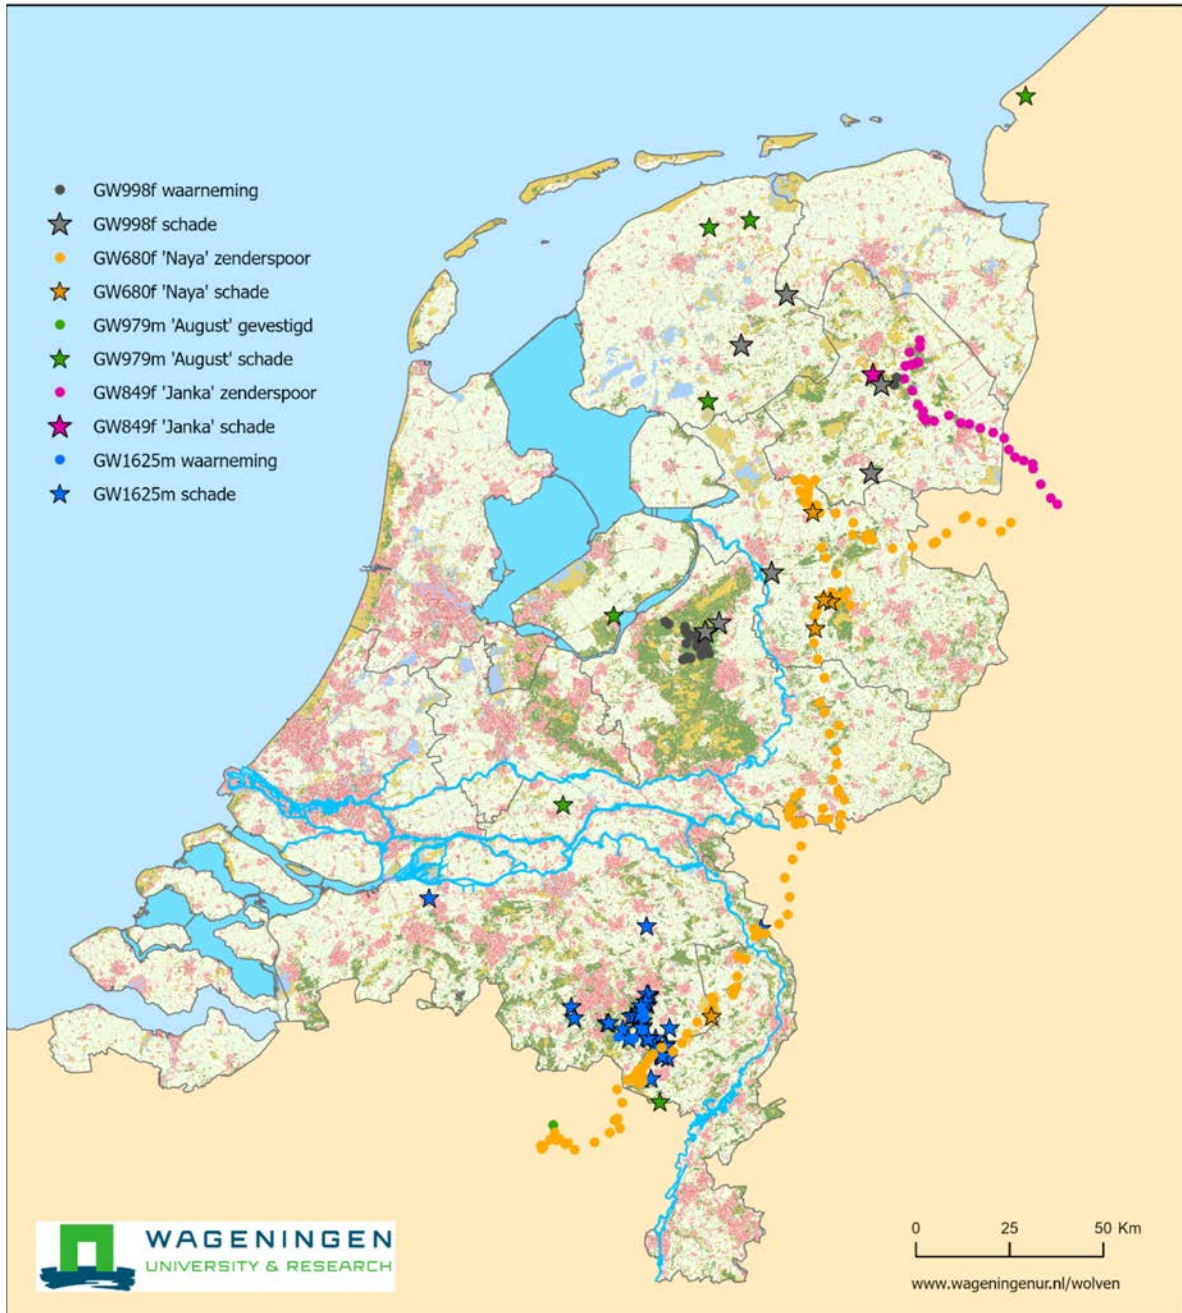 GW998f waarneming
GW998f schade
GW680f 'Naya' zenderspoor
GW680f 'Naya' schade
GW979m 'August' gevestigd
GW979m 'August' schade
GW849f 'Janka' zenderspoor
GW849f 'Janka' schade
GW1625m waarneming
GW1625m schade
WAGENINGEN
UNIVERSITY & RESEARCH
0 25 50 Km
www.wageningenur.nl/wolven